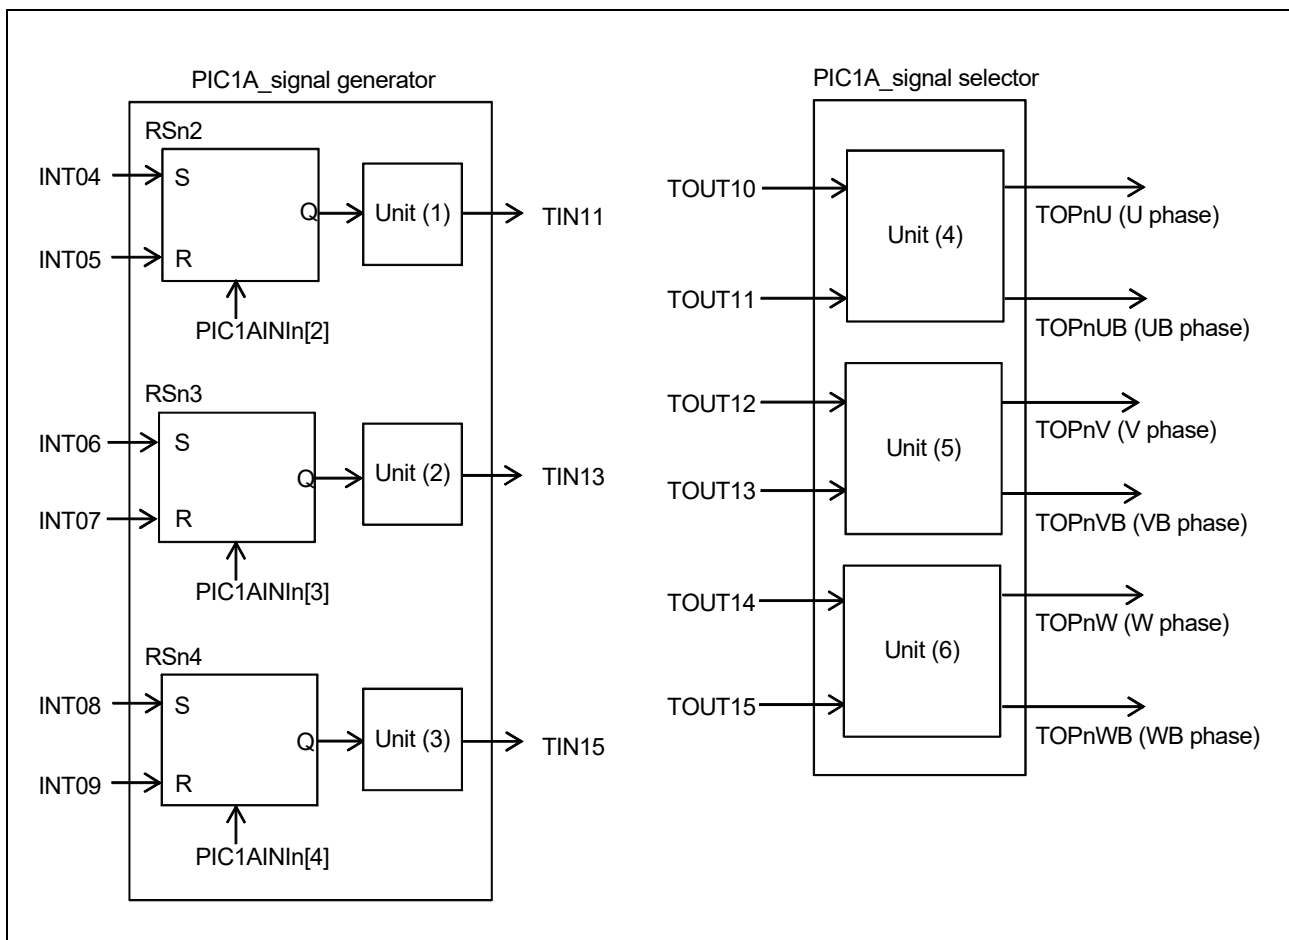 PIC1A_signal generator
RSn2
INT04
S
Q
Unit (1)
TIN11
INT05
R
PIC1AINIn[2]
RSn3
INT06
S
Q
Unit (2)
TIN13
INT07
R
PIC1AINIn[3]
RSn4
INT08
S
Q
Unit (3)
TIN15
INT09
R
PIC1AINIn[4]
PIC1A_signal selector
TOUT10
Unit (4)
TOPnU (U phase)
TOUT11
TOPnUB (UB phase)
TOUT12
Unit (5)
TOPnV (V phase)
TOUT13
TOPnVB (VB phase)
TOUT14
Unit (6)
TOPnW (W phase)
TOUT15
TOPnWB (WB phase)